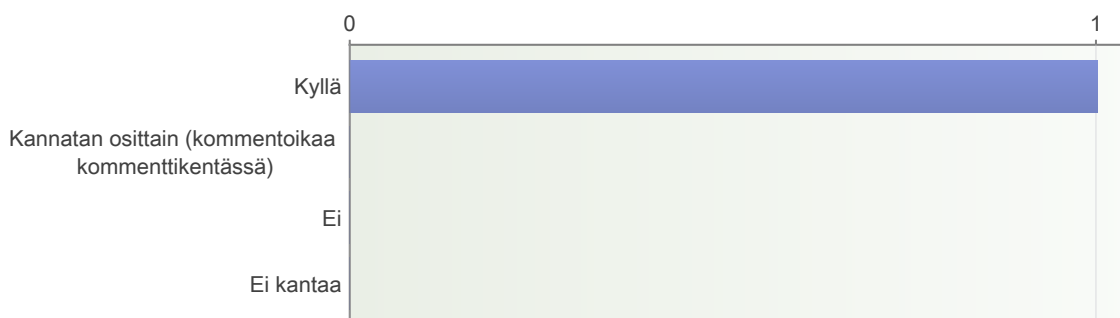 0 1
Kyllä
Kannatan osittain (kommentoikaa
kommenttikentässä)
Ei
Ei kantaa